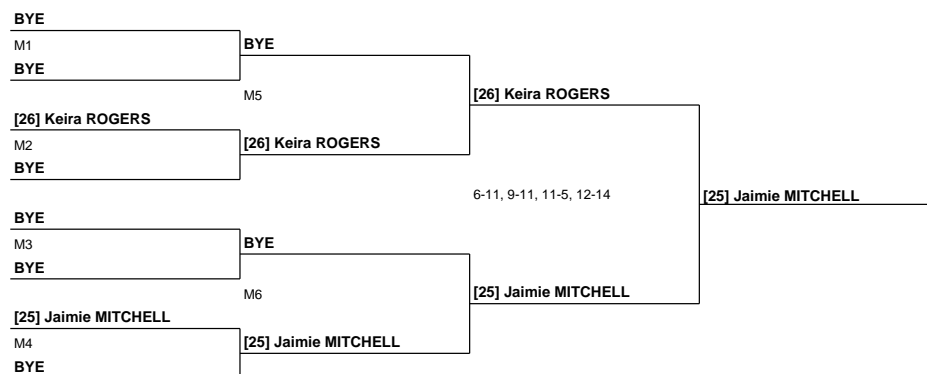 BYE
M1
BYE
BYE
M5
[26] Keira ROGERS
[26] Keira ROGERS
M2
[26] Keira ROGERS
BYE
6-11, 9-11, 11-5, 12-14
[25] Jaimie MITCHELL
BYE
M3
BYE
BYE
M6
[25] Jaimie MITCHELL
[25] Jaimie MITCHELL
M4
[25] Jaimie MITCHELL
BYE